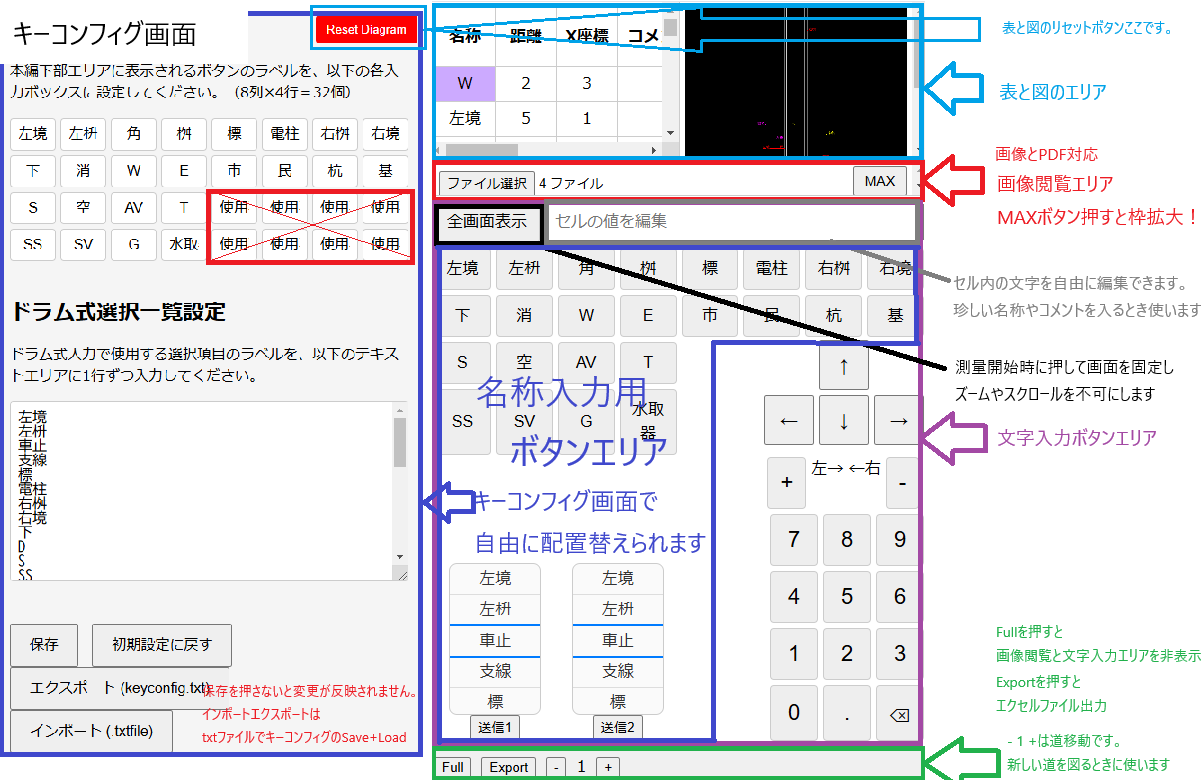 キーコンフィグ画面
Reset Diagram
本編下部エリアに表示されるボタンのラベルを、以下の各入
力ボックスに設定してください。（8列×4行＝32個）
左境 左枡 角 桝 標 電柱 右桝 右境
下 消 W E 市 民 杭 基
S 空 AV T 使用 使用 使用 使用
SS SV G 水取 使用 使用 使用 使用
ドラム式選択一覧設定
ドラム式入力で使用する選択項目のラベルを、以下のテキス
トエリアに1行ずつ入力してください。
左境
左枡
車止
支線
標
電柱
右桝
右境
下
D
S
SS
保存 初期設定に戻す
エクスポート (keyconfig.txt)
インポート (.txtfile)
保存を押さないと変更が反映されません。
インポートエクスポートは
txtファイルでキーコンフィグのSave+Load
名称 距離 X座標 コメ
W 2 3
左境 5 1
ファイル選択 4 ファイル MAX
全画面表示 セルの値を編集
左境 左枡 角 桝 標 電柱 右桝 右境
下 消 W E 市 民 杭 基
S 空 AV T
SS SV G 水取
器
名称入力用
ボタンエリア
キーコンフィグ画面で
自由に配置替えられます
↑
← ↓ →
+ 左→ ←右 -
7 8 9
4 5 6
1 2 3
0 . ⌫
左境 左境
左枡 左枡
車止 車止
支線 支線
標 標
送信1 送信2
Full Export - 1 +
表と図のリセットボタンここです。
表と図のエリア
画像とPDF対応
画像閲覧エリア
MAXボタン押すと枠拡大！
セル内の文字を自由に編集できます。
珍しい名称やコメントを入るとき使います
測量開始時に押して画面を固定し
ズームやスクロールを不可にします
文字入力ボタンエリア
Fullを押すと
画像閲覧と文字入力エリアを非表示
Exportを押すと
エクセルファイル出力
- 1 +は道移動です。
新しい道を図るときに使います